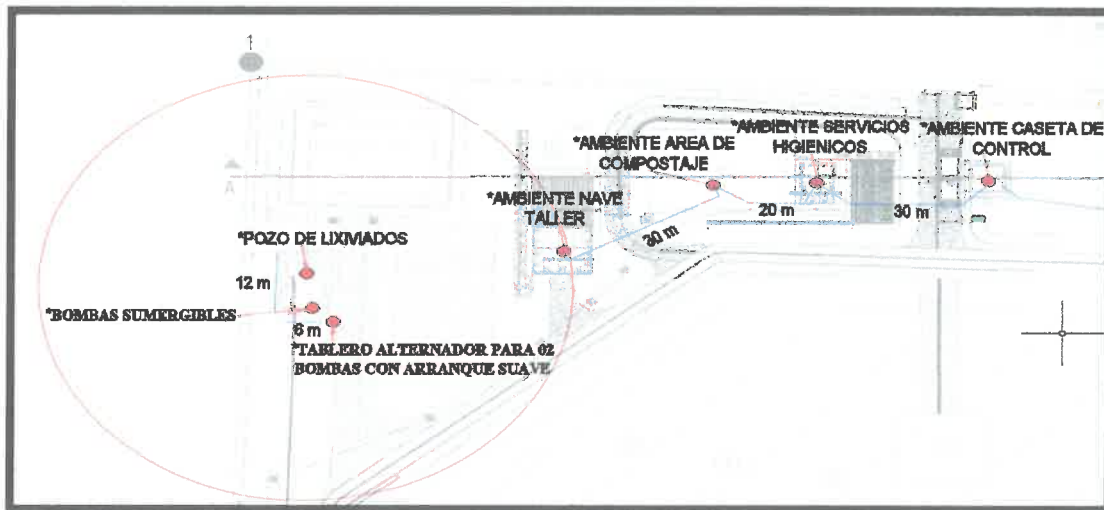 1
*AMBIENTE SERVICIOS
HIGIENICOS
*AMBIENTE CASETA DE
CONTROL
*AMBIENTE AREA DE
COMPOSTAJE
A
*AMBIENTE NAVE
TALLER
20 m
30 m
30 m
*POZO DE LIXIVIADOS
12 m
*BOMBAS SUMERGIBLES
6 m
*TABLERO ALTERNADOR PARA 02
BOMBAS CON ARRANQUE SUAVE